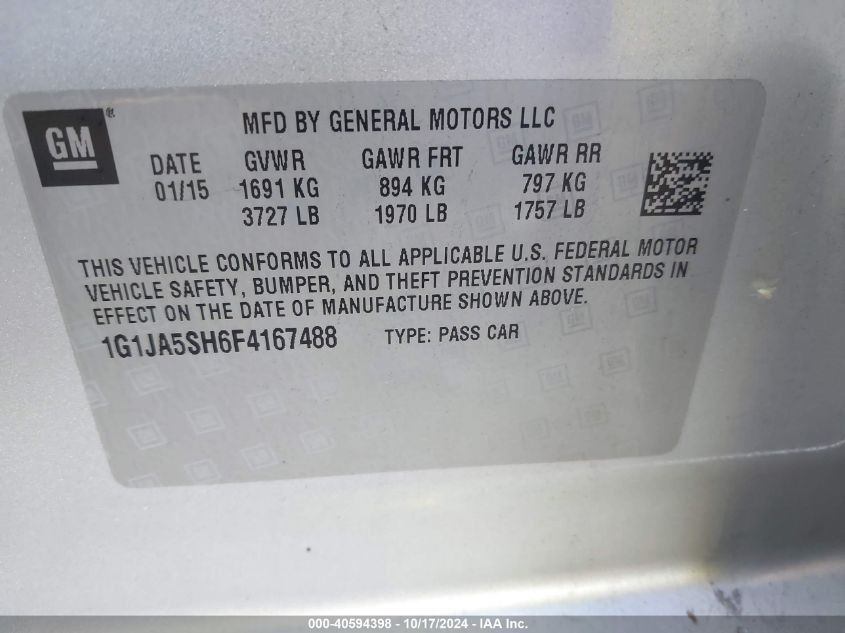 GM®
MFD BY GENERAL MOTORS LLC
DATE GVWR GAWR FRT GAWR RR
01/15 1691 KG 894 KG 797 KG
3727 LB 1970 LB 1757 LB
THIS VEHICLE CONFORMS TO ALL APPLICABLE U.S. FEDERAL MOTOR
VEHICLE SAFETY, BUMPER, AND THEFT PREVENTION STANDARDS IN
EFFECT ON THE DATE OF MANUFACTURE SHOWN ABOVE.
1G1JA5SH6F4167488 TYPE: PASS CAR
000-40594398 - 10/17/2024 - IAA Inc.